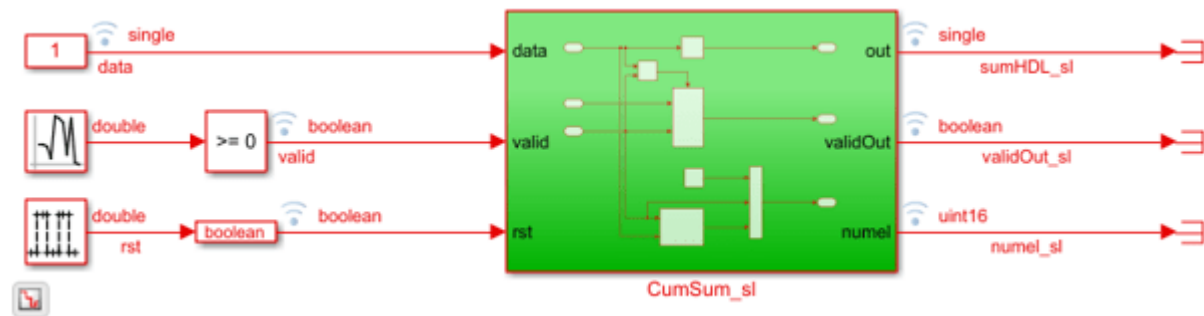 single
1
data
data
out
single
sumHDL_sl
double
>= 0
boolean
valid
valid
validOut
boolean
validOut_sl
double
rst
boolean
boolean
rst
numel
uint16
numel_sl
CumSum_sl